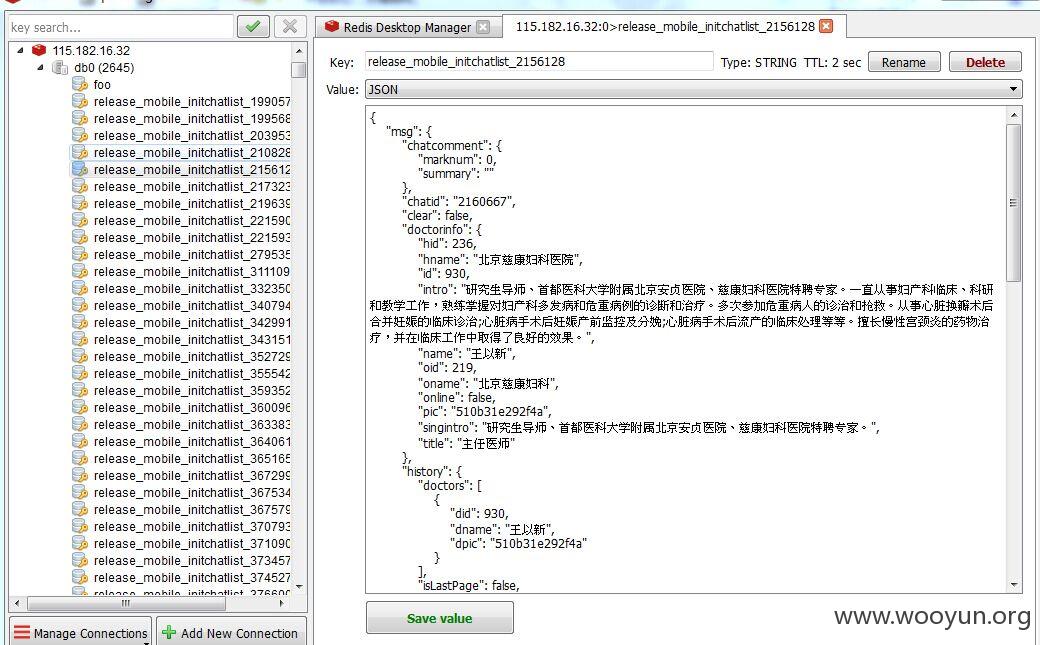 key search...
115.182.16.32
db0 (2645)
foo
release_mobile_initchatlist_199057
release_mobile_initchatlist_199568
release_mobile_initchatlist_203953
release_mobile_initchatlist_210828
release_mobile_initchatlist_215612
release_mobile_initchatlist_217323
release_mobile_initchatlist_219639
release_mobile_initchatlist_221590
release_mobile_initchatlist_221593
release_mobile_initchatlist_279535
release_mobile_initchatlist_311109
release_mobile_initchatlist_332350
release_mobile_initchatlist_340794
release_mobile_initchatlist_342991
release_mobile_initchatlist_343151
release_mobile_initchatlist_352729
release_mobile_initchatlist_355542
release_mobile_initchatlist_359352
release_mobile_initchatlist_360096
release_mobile_initchatlist_363383
release_mobile_initchatlist_364061
release_mobile_initchatlist_365165
release_mobile_initchatlist_367299
release_mobile_initchatlist_367534
release_mobile_initchatlist_367579
release_mobile_initchatlist_370793
release_mobile_initchatlist_371090
release_mobile_initchatlist_373457
release_mobile_initchatlist_374527
release_mobile_initchatlist_376600
Manage Connections
Add New Connection
Redis Desktop Manager
115.182.16.32:0>release_mobile_initchatlist_2156128
Key: release_mobile_initchatlist_2156128 Type: STRING TTL: 2 sec Rename Delete
Value: JSON
{
"msg": {
"chatcomment": {
"marknum": 0,
"summary": ""
},
"chatid": "2160667",
"clear": false,
"doctorinfo": {
"hid": 236,
"hname": "北京慈康妇科医院",
"id": 930,
"intro": "研究生导师、首都医科大学附属北京安贞医院、慈康妇科医院特聘专家。一直从事妇产科临床、科研
和教学工作，熟练掌握对妇产科多发病和危重病例的诊断和治疗。多次参加危重病人的诊治和抢救。从事心脏换瓣术后
合并妊娠的临床诊治;心脏病手术后妊娠产前监控及分娩;心脏病手术后流产的临床处理等等。擅长慢性宫颈炎的药物治
疗，并在临床工作中取得了良好的效果。",
"name": "王以新",
"oid": 219,
"oname": "北京慈康妇科",
"online": false,
"pic": "510b31e292f4a",
"singintro": "研究生导师、首都医科大学附属北京安贞医院、慈康妇科医院特聘专家。",
"title": "主任医师"
},
"history": {
"doctors": [
{
"did": 930,
"dname": "王以新",
"dpic": "510b31e292f4a"
}
],
"isLastPage": false,
Save value
www.wooyun.org